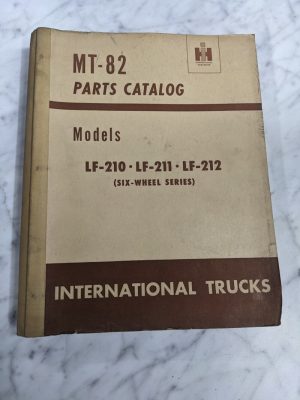 MT-82
PARTS CATALOG
Models
LF-210 · LF-211 · LF-212
(SIX-WHEEL SERIES)
INTERNATIONAL TRUCKS